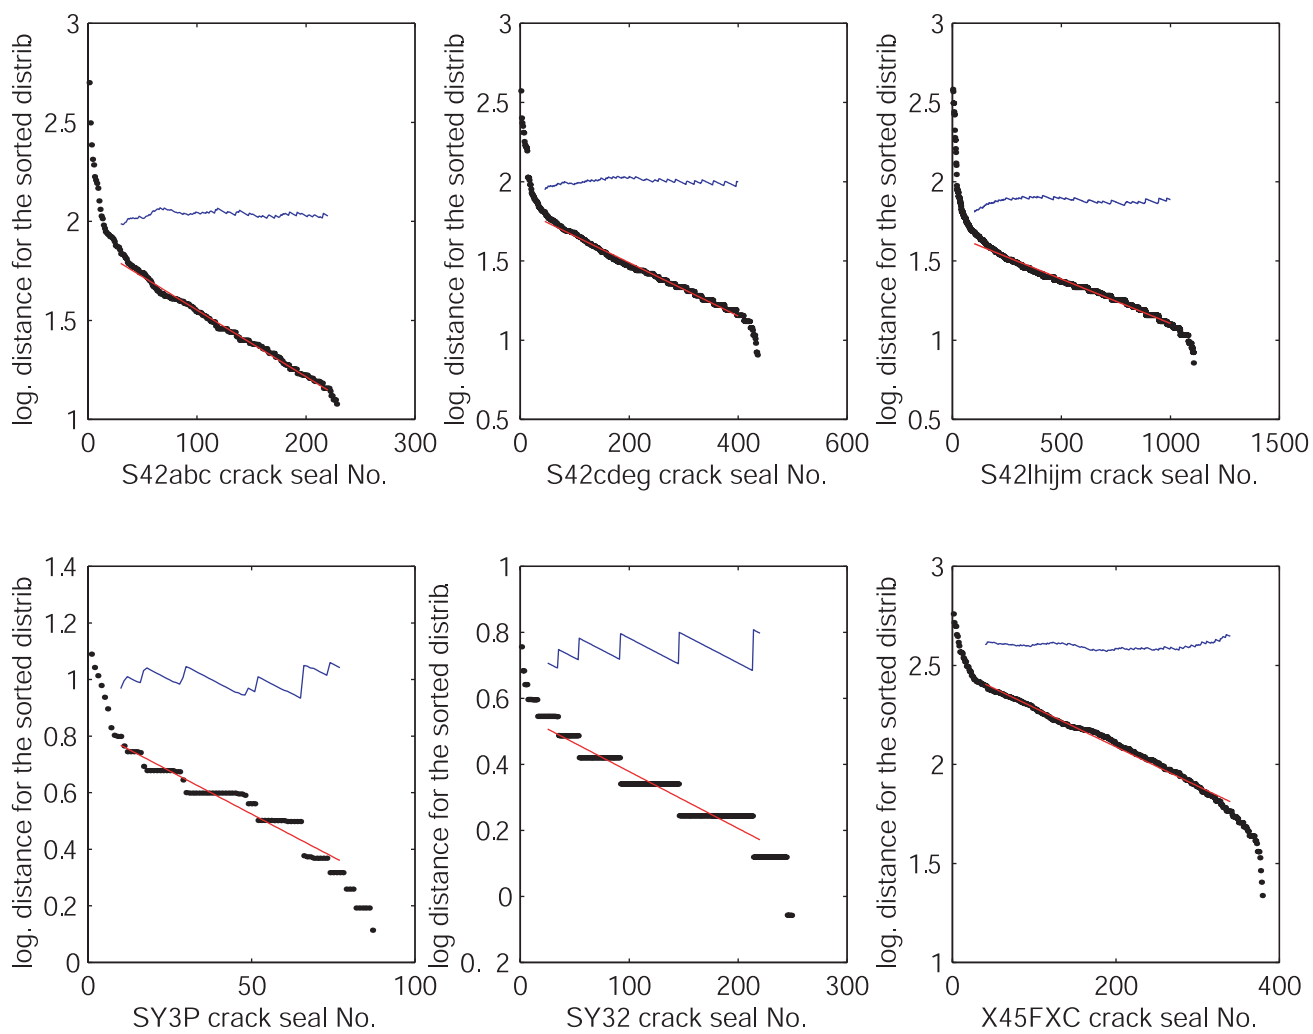 log. distance for the sorted distrib
3
2.5
2
1.5
1
0 100 200 300
S42abc crack seal No.
log. distance for the sorted distrib
3
2.5
2
1.5
1
0.5
0 200 400 600
S42cdeg crack seal No.
log. distance for the sorted distrib
3
2.5
2
1.5
1
0.5
0 500 1000 1500
S42lhijm crack seal No.
log. distance for the sorted distrib
1.4
1.2
1
0.8
0.6
0.4
0.2
0
0 50 100
SY3P crack seal No.
log distance for the sorted distrib.
1
0.8
0.6
0.4
0.2
0
0. 2
0 100 200 300
SY32 crack seal No.
log. distance for the sorted distrib
3
2.5
2
1.5
1
0 200 400
X45FXC crack seal No.